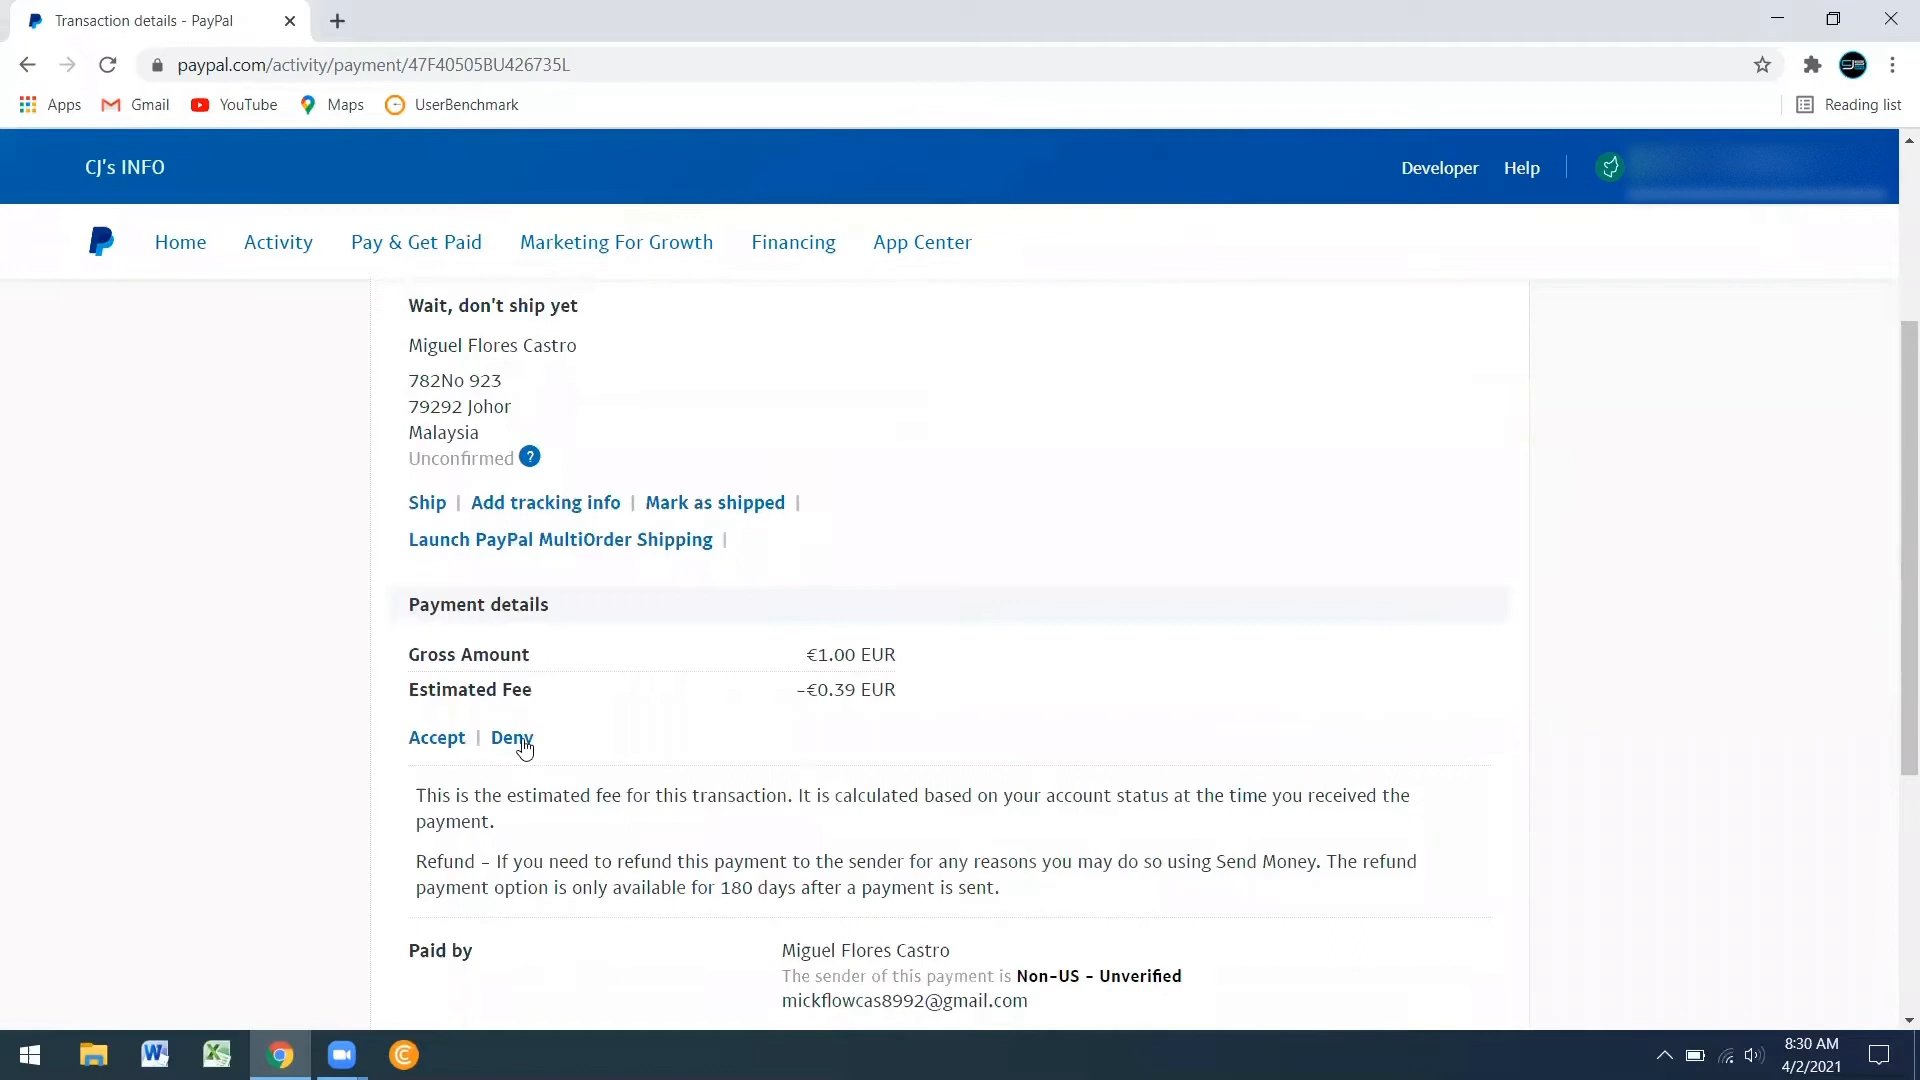 Transaction details - PayPal
paypal.com/activity/payment/47F40505BU426735L
Apps Gmail YouTube Maps UserBenchmark Reading list
CJ's INFO Developer Help
Home Activity Pay & Get Paid Marketing For Growth Financing App Center
Wait, don't ship yet
Miguel Flores Castro
782No 923
79292 Johor
Malaysia
Unconfirmed ?
Ship | Add tracking info | Mark as shipped |
Launch PayPal MultiOrder Shipping |
Payment details
Gross Amount €1.00 EUR
Estimated Fee -€0.39 EUR
Accept | Deny
This is the estimated fee for this transaction. It is calculated based on your account status at the time you received the
payment.
Refund - If you need to refund this payment to the sender for any reasons you may do so using Send Money. The refund
payment option is only available for 180 days after a payment is sent.
Paid by Miguel Flores Castro
The sender of this payment is Non-US - Unverified
mickflowcas8992@gmail.com
8:30 AM
4/2/2021